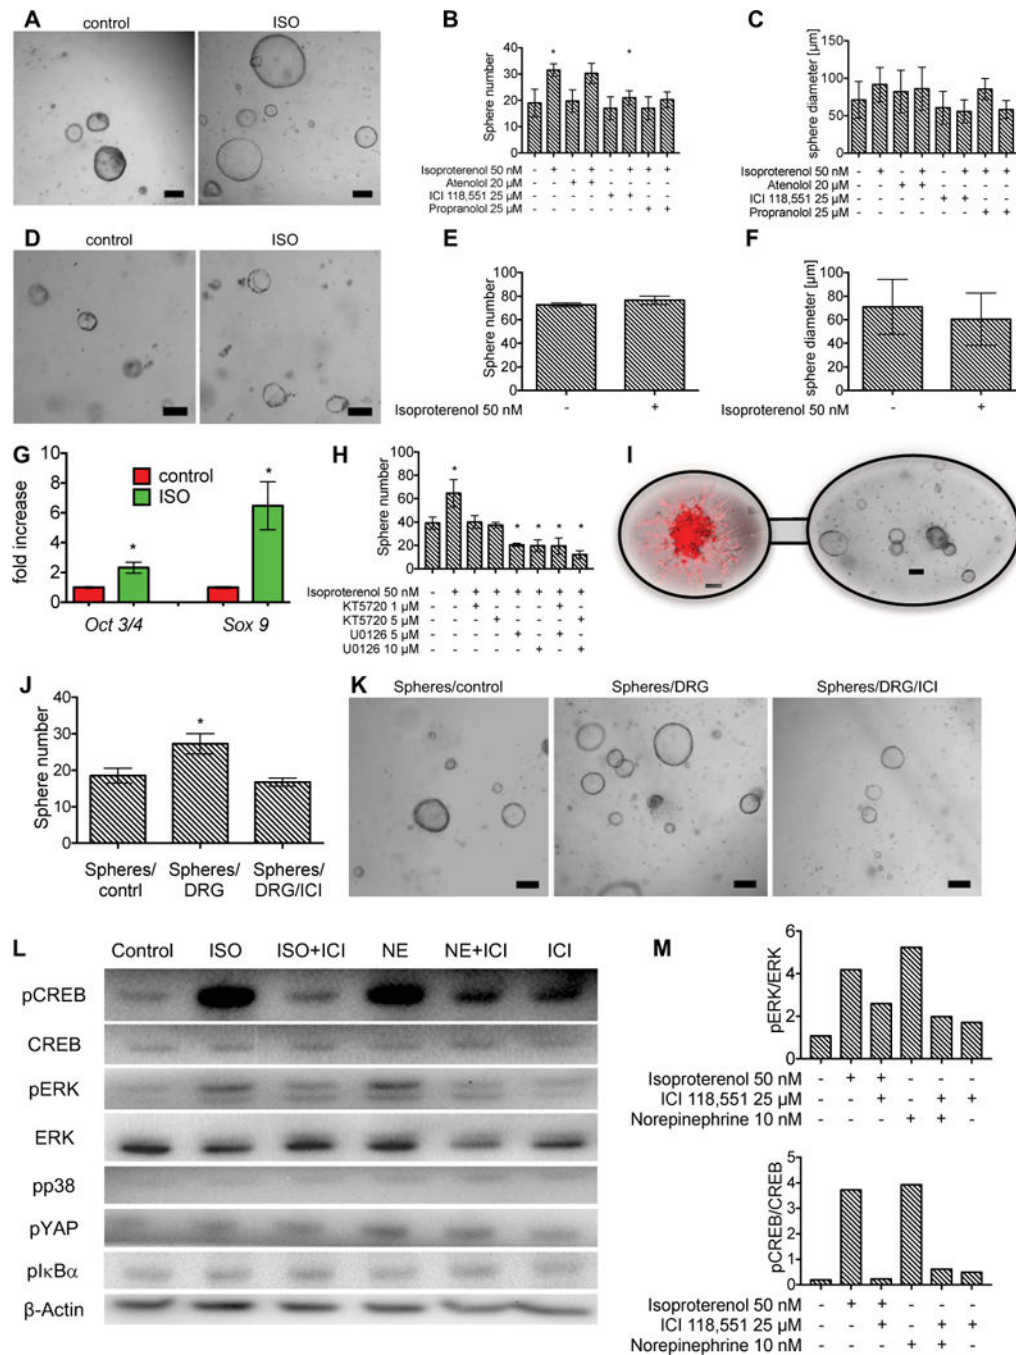 A
control
ISO
B
Sphere number
40
30
20
10
0
*
*
Isoproterenol 50 nM - + - + - + - +
Atenolol 20 µM - - + + - - - -
ICI 118,551 25 µM - - - - + + - -
Propranolol 25 µM - - - - - - + +
C
sphere diameter [µm]
150
100
50
0
Isoproterenol 50 nM - + - + - + + +
Atenolol 20 µM - - + + - - - -
ICI 118,551 25 µM - - - - + + - -
Propranolol 25 µM - - - - - - + +
D
control
ISO
E
Sphere number
100
80
60
40
20
0
Isoproterenol 50 nM - +
F
sphere diameter [µm]
100
80
60
40
20
0
Isoproterenol 50 nM - +
G
fold increase
10
8
6
4
2
0
control
ISO
*
*
Oct 3/4
Sox 9
H
Sphere number
100
80
60
40
20
0
* * * * *
Isoproterenol 50 nM - + + + + + + +
KT5720 1 µM - - + - - - + -
KT5720 5 µM - - - + - - - +
U0126 5 µM - - - - + - + -
U0126 10 µM - - - - - + - +
I
J
Sphere number
40
30
20
10
0
*
Spheres/
contrl
Spheres/
DRG
Spheres/
DRG/ICI
K
Spheres/control
Spheres/DRG
Spheres/DRG/ICI
L
Control ISO ISO+ICI NE NE+ICI ICI
pCREB
CREB
pERK
ERK
pp38
pYAP
pIκBα
β-Actin
M
pERK/ERK
6
4
2
0
Isoproterenol 50 nM - + + - - -
ICI 118,551 25 µM - - + - + +
Norepinephrine 10 nM - - - + + -
pCREB/CREB
5
4
3
2
1
0
Isoproterenol 50 nM - + + - - -
ICI 118,551 25 µM - - + - + +
Norepinephrine 10 nM - - - + + -